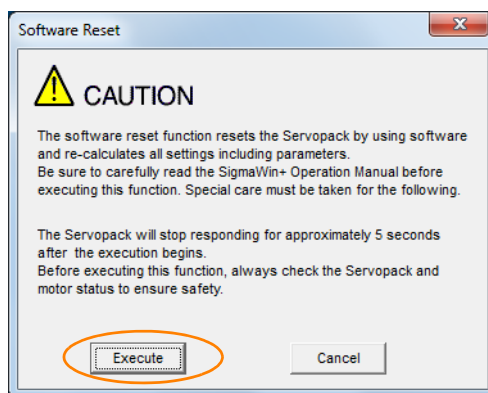 Software Reset
CAUTION
The software reset function resets the Servopack by using software
and re-calculates all settings including parameters.
Be sure to carefully read the SigmaWin+ Operation Manual before
executing this function. Special care must be taken for the following.
The Servopack will stop responding for approximately 5 seconds
after the execution begins.
Before executing this function, always check the Servopack and
motor status to ensure safety.
Execute
Cancel